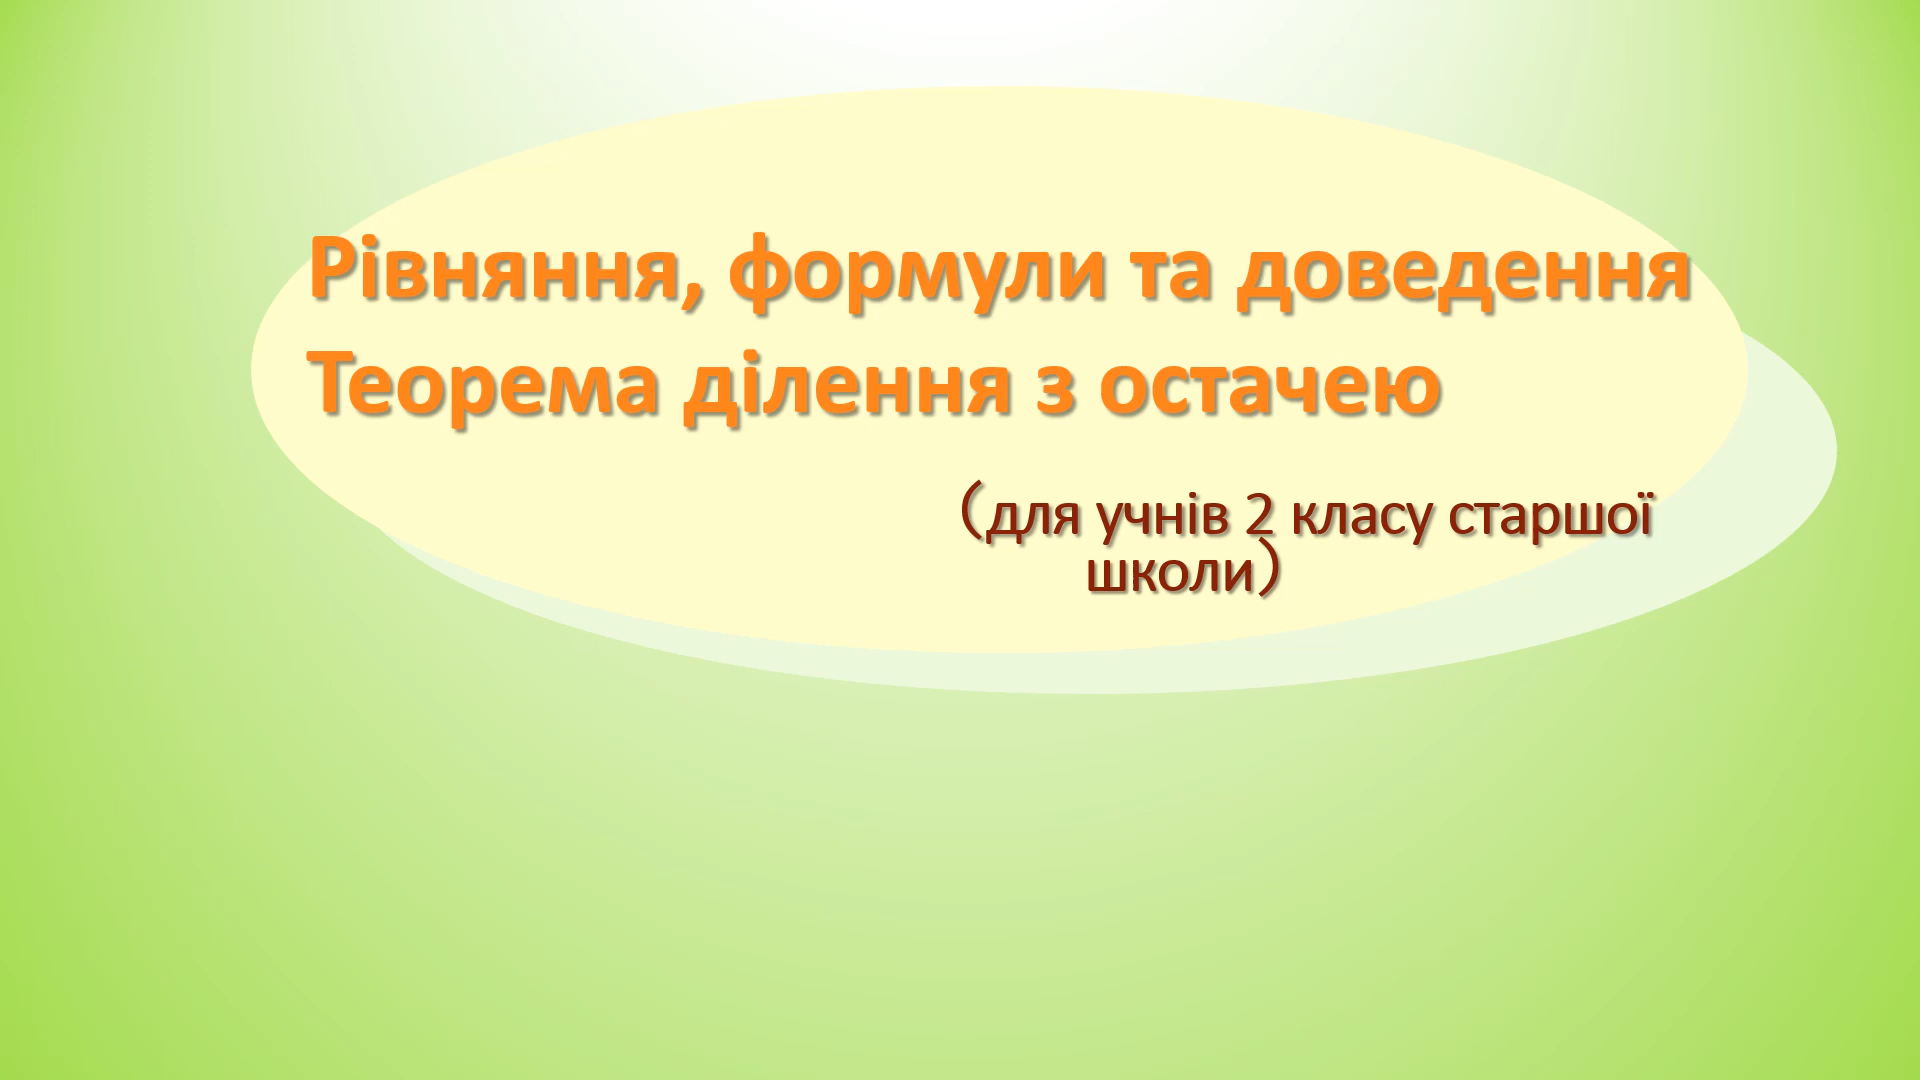 Рівняння, формули та доведення
Теорема ділення з остачею
（для учнів 2 класу старшої
школи）